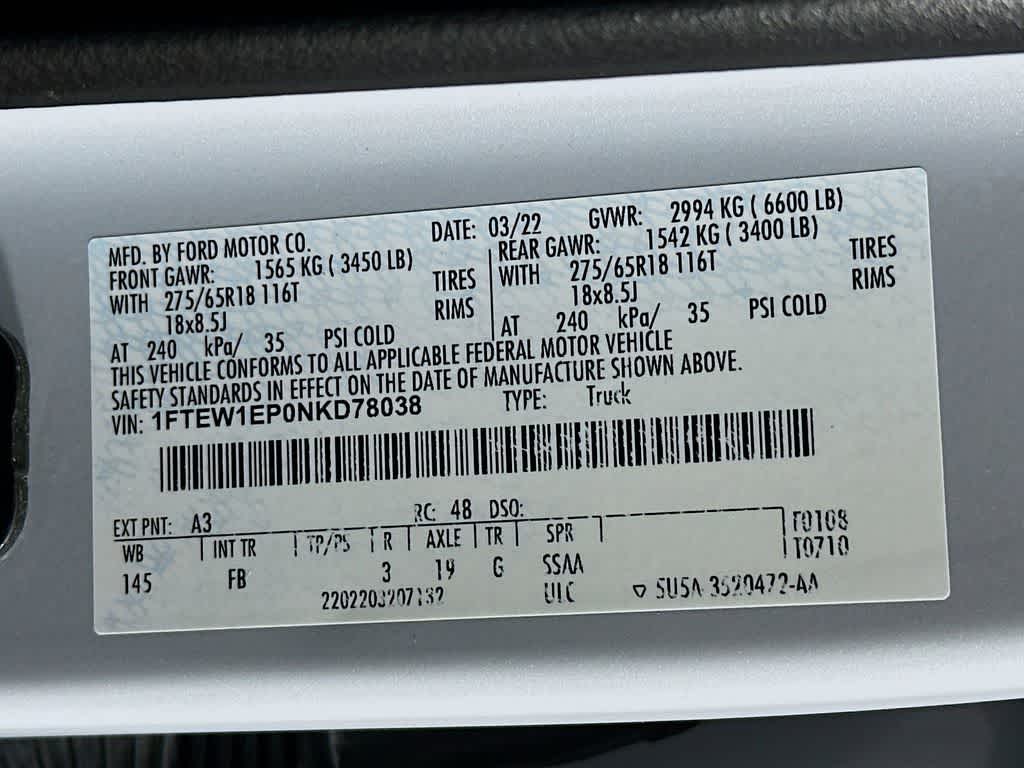 MFD. BY FORD MOTOR CO. DATE: 03/22 GVWR: 2994 KG ( 6600 LB)
FRONT GAWR: 1565 KG ( 3450 LB) REAR GAWR: 1542 KG ( 3400 LB)
WITH 275/65R18 116T TIRES WITH 275/65R18 116T TIRES
18x8.5J RIMS 18x8.5J RIMS
AT 240 kPa/ 35 PSI COLD AT 240 kPa/ 35 PSI COLD
THIS VEHICLE CONFORMS TO ALL APPLICABLE FEDERAL MOTOR VEHICLE
SAFETY STANDARDS IN EFFECT ON THE DATE OF MANUFACTURE SHOWN ABOVE.
VIN: 1FTEW1EP0NKD78038 TYPE: Truck
EXT PNT: A3 RC: 48 DSO:
WB INT TR TP/PS R AXLE TR SPR T0108
T0710
145 FB 3 19 G SSAA
UIC
5U5A-3520472-AA